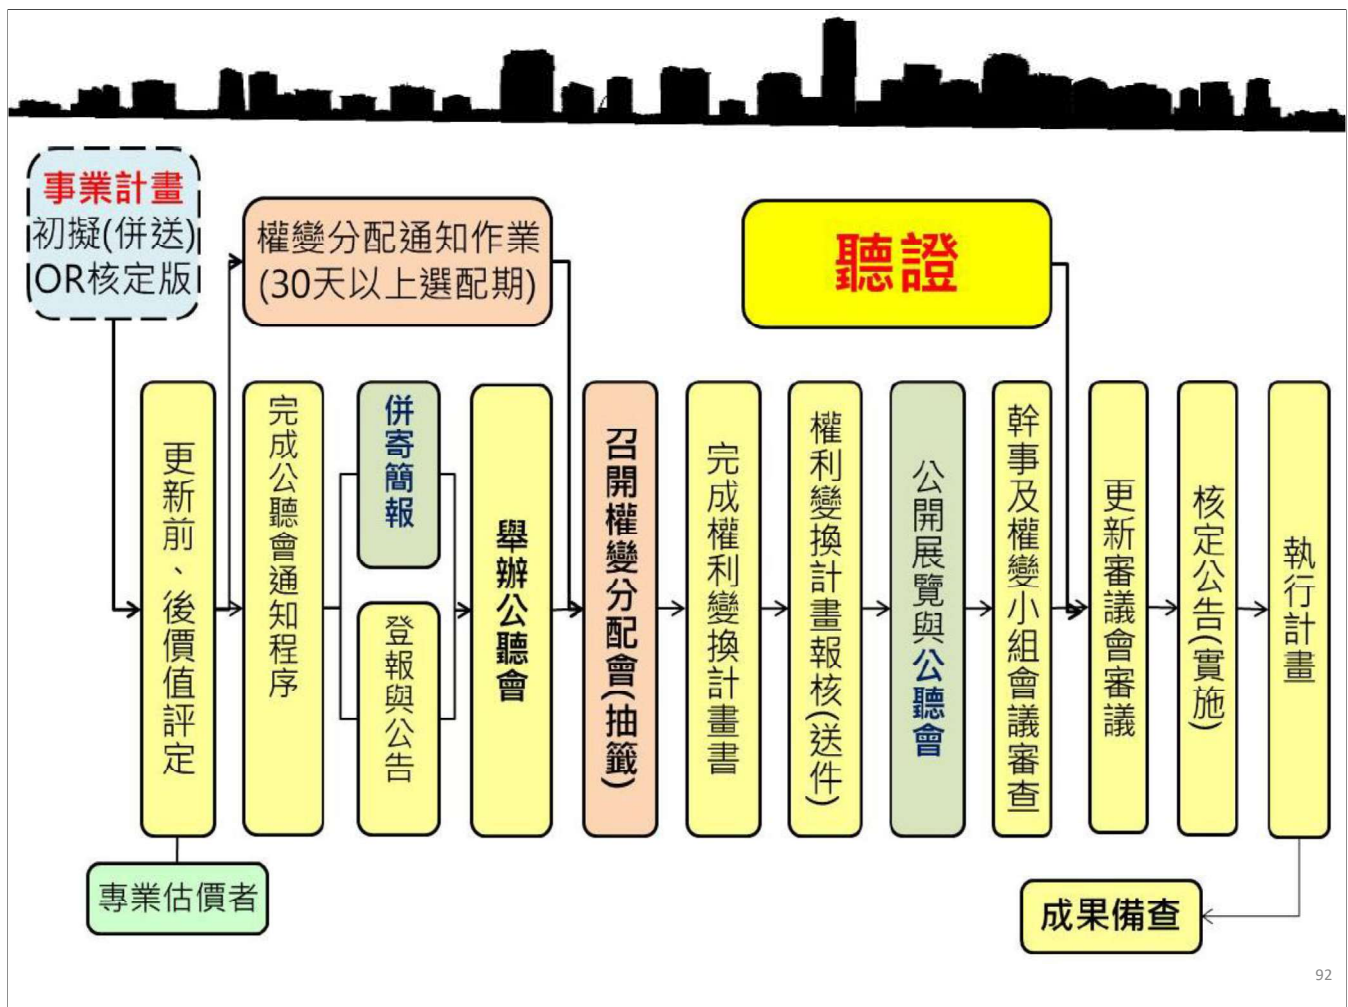 事業計畫
初擬(併送)
OR核定版
權變分配通知作業
(30天以上選配期)
聽證
更新前、後價值評定
完成公聽會通知程序
併寄簡報
登報與公告
舉辦公聽會
召開權變分配會(抽籤)
完成權利變換計畫書
權利變換計畫報核(送件)
公開展覽與公聽會
幹事及權變小組會議審查
更新審議會審議
核定公告(實施)
執行計畫
專業估價者
成果備查
92